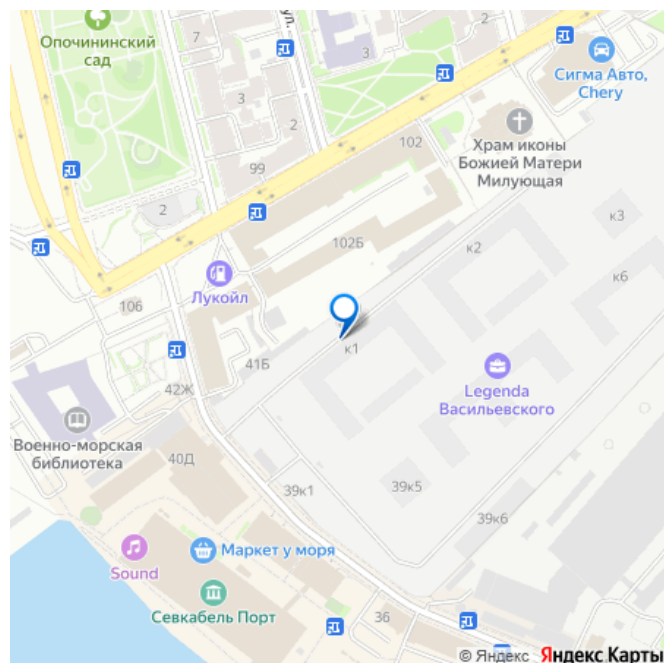 Опочининский
сад
ул.
7
3
2
3
2
Сигма Авто,
Chery
99
102
Храм иконы
Божией Матери
Милующая
2
к3
102Б
к2
к6
Лукойл
106
к1
41Б
42Ж
Legenda
Васильевского
Военно-морская
библиотека
40Д
39к1
39к5
39к6
Маркет у моря
Sound
Севкабель Порт
36
© Яндекс Яндекс Карты